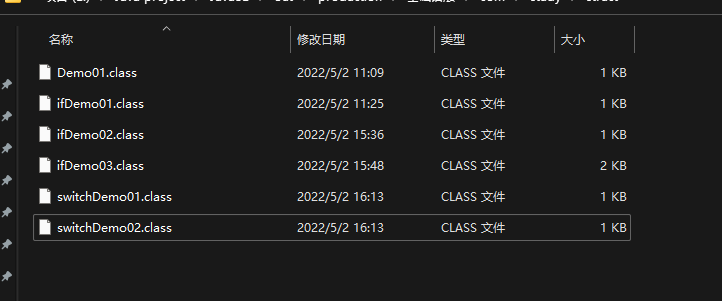 名称 修改日期 类型 大小
Demo01.class 2022/5/2 11:09 CLASS 文件 1 KB
ifDemo01.class 2022/5/2 11:25 CLASS 文件 1 KB
ifDemo02.class 2022/5/2 15:36 CLASS 文件 1 KB
ifDemo03.class 2022/5/2 15:48 CLASS 文件 2 KB
switchDemo01.class 2022/5/2 16:13 CLASS 文件 1 KB
switchDemo02.class 2022/5/2 16:13 CLASS 文件 1 KB